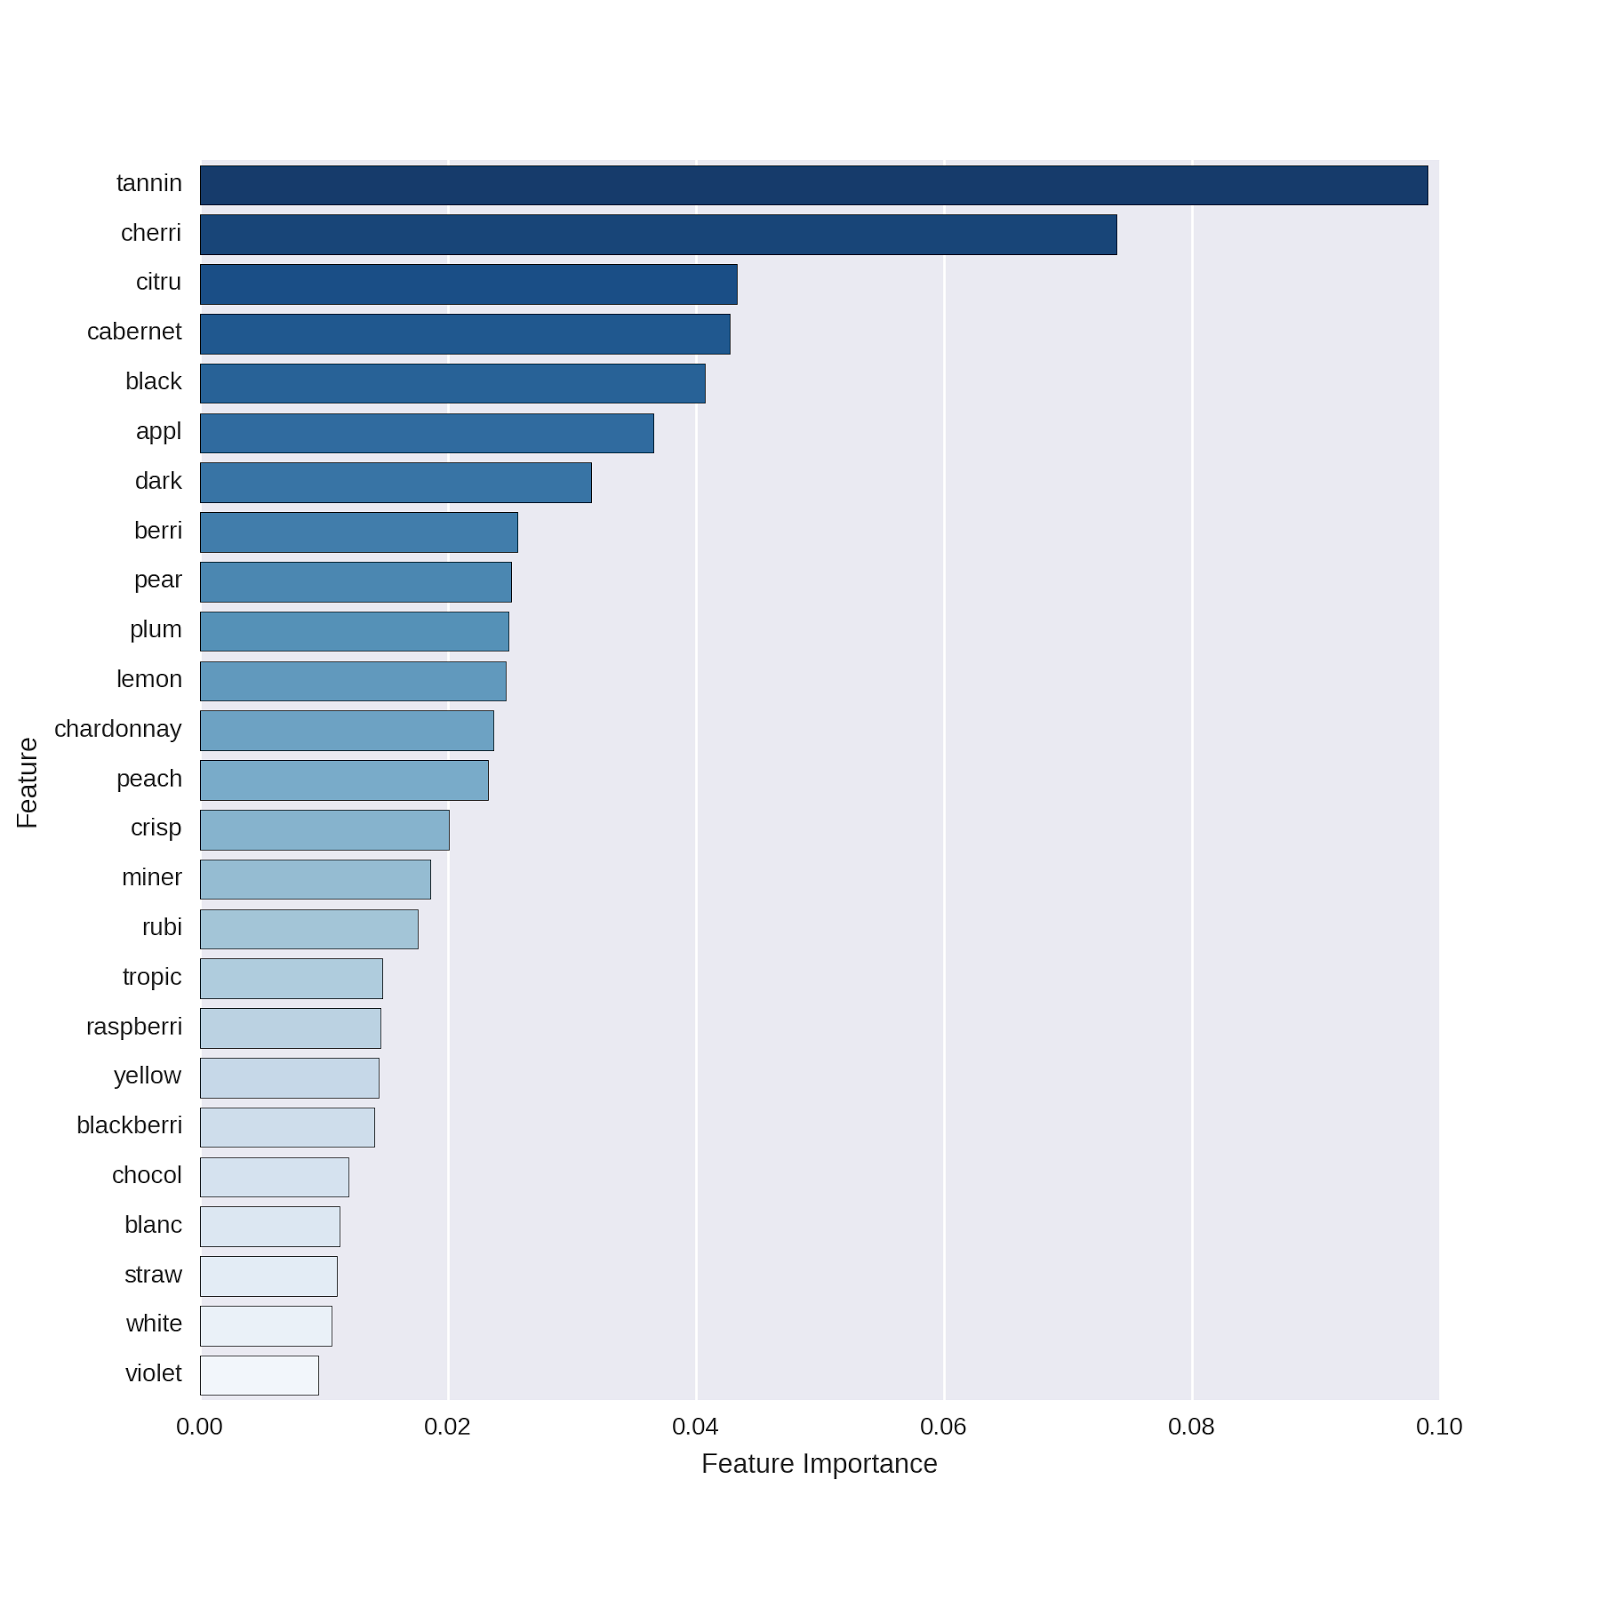 tannin
cherri
citru
cabernet
black
appl
dark
berri
pear
plum
lemon
chardonnay
peach
crisp
miner
rubi
tropic
raspberri
yellow
blackberri
chocol
blanc
straw
white
violet
Feature
0.00 0.02 0.04 0.06 0.08 0.10
Feature Importance